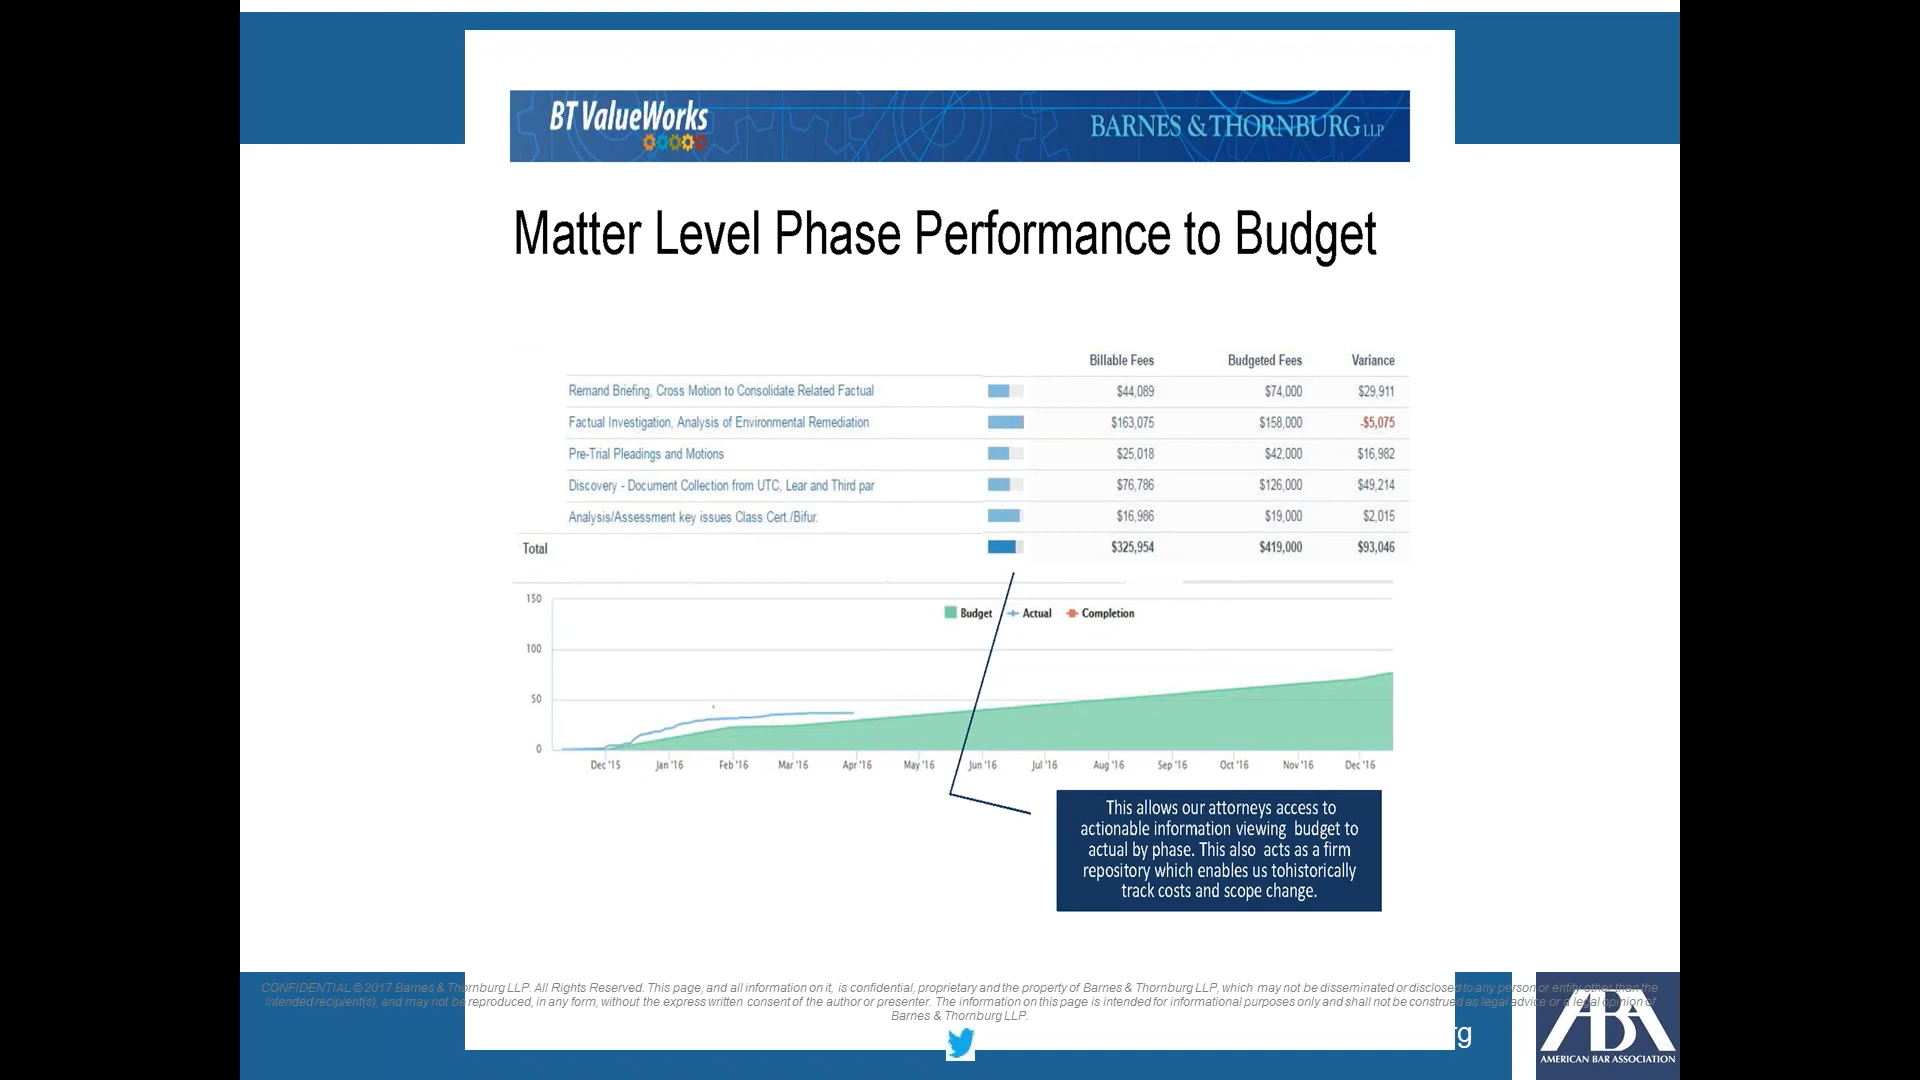 BT ValueWorks
BARNES & THORNBURG LLP
Matter Level Phase Performance to Budget
Billable Fees Budgeted Fees Variance
Remand Briefing, Cross Motion to Consolidate Related Factual $44,089 $74,000 $29,911
Factual Investigation, Analysis of Environmental Remediation $163,075 $158,000 -$5,075
Pre-Trial Pleadings and Motions $25,018 $42,000 $16,982
Discovery - Document Collection from UTC, Lear and Third par $76,786 $126,000 $49,214
Analysis/Assessment key issues Class Cert./Bifur. $16,986 $19,000 $2,015
Total $325,954 $419,000 $93,046
Budget Actual Completion
150
100
50
0
Dec '15 Jan '16 Feb '16 Mar '16 Apr '16 May '16 Jun '16 Jul '16 Aug '16 Sep '16 Oct '16 Nov '16 Dec '16
This allows our attorneys access to
actionable information viewing budget to
actual by phase. This also acts as a firm
repository which enables us tohistorically
track costs and scope change.
CONFIDENTIAL © 2017 Barnes & Thornburg LLP. All Rights Reserved. This page, and all information on it, is confidential, proprietary and the property of Barnes & Thornburg LLP, which may not be disseminated or disclosed to any person or entity other than the
intended recipient(s), and may not be reproduced, in any form, without the express written consent of the author or presenter. The information on this page is intended for informational purposes only and shall not be construed as legal advice or a legal opinion of
Barnes & Thornburg LLP.
rg
ABA
AMERICAN BAR ASSOCIATION